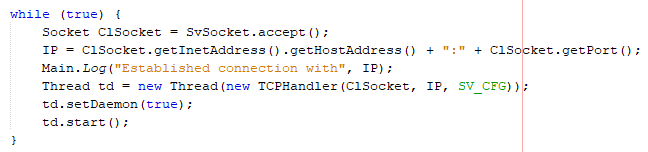 while (true) {
    Socket ClSocket = SvSocket.accept();
    IP = ClSocket.getInetAddress().getHostAddress() + ":" + ClSocket.getPort();
    Main.Log("Established connection with", IP);
    Thread td = new Thread(new TCPHandler(ClSocket, IP, SV_CFG));
    td.setDaemon(true);
    td.start();
}